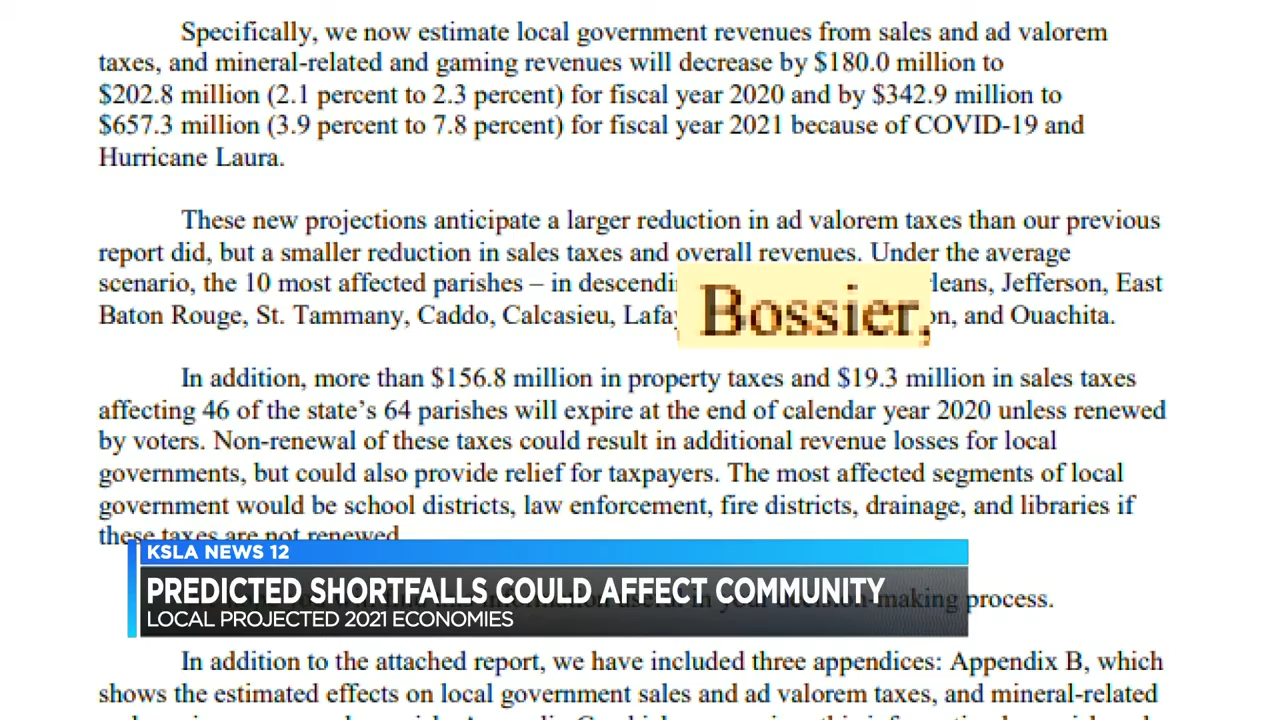 Specifically, we now estimate local government revenues from sales and ad valorem
taxes, and mineral-related and gaming revenues will decrease by $180.0 million to
$202.8 million (2.1 percent to 2.3 percent) for fiscal year 2020 and by $342.9 million to
$657.3 million (3.9 percent to 7.8 percent) for fiscal year 2021 because of COVID-19 and
Hurricane Laura.
These new projections anticipate a larger reduction in ad valorem taxes than our previous
report did, but a smaller reduction in sales taxes and overall revenues. Under the average
scenario, the 10 most affected parishes – in descendi leans, Jefferson, East
Bossier,
Baton Rouge, St. Tammany, Caddo, Calcasieu, Lafay on, and Ouachita.
In addition, more than $156.8 million in property taxes and $19.3 million in sales taxes
affecting 46 of the state's 64 parishes will expire at the end of calendar year 2020 unless renewed
by voters. Non-renewal of these taxes could result in additional revenue losses for local
governments, but could also provide relief for taxpayers. The most affected segments of local
government would be school districts, law enforcement, fire districts, drainage, and libraries if
these taxes are not renewed.
KSLA NEWS 12
PREDICTED SHORTFALLS COULD AFFECT COMMUNITY
LOCAL PROJECTED 2021 ECONOMIES
information useful in your decision-making process.
In addition to the attached report, we have included three appendices: Appendix B, which
shows the estimated effects on local government sales and ad valorem taxes, and mineral-related